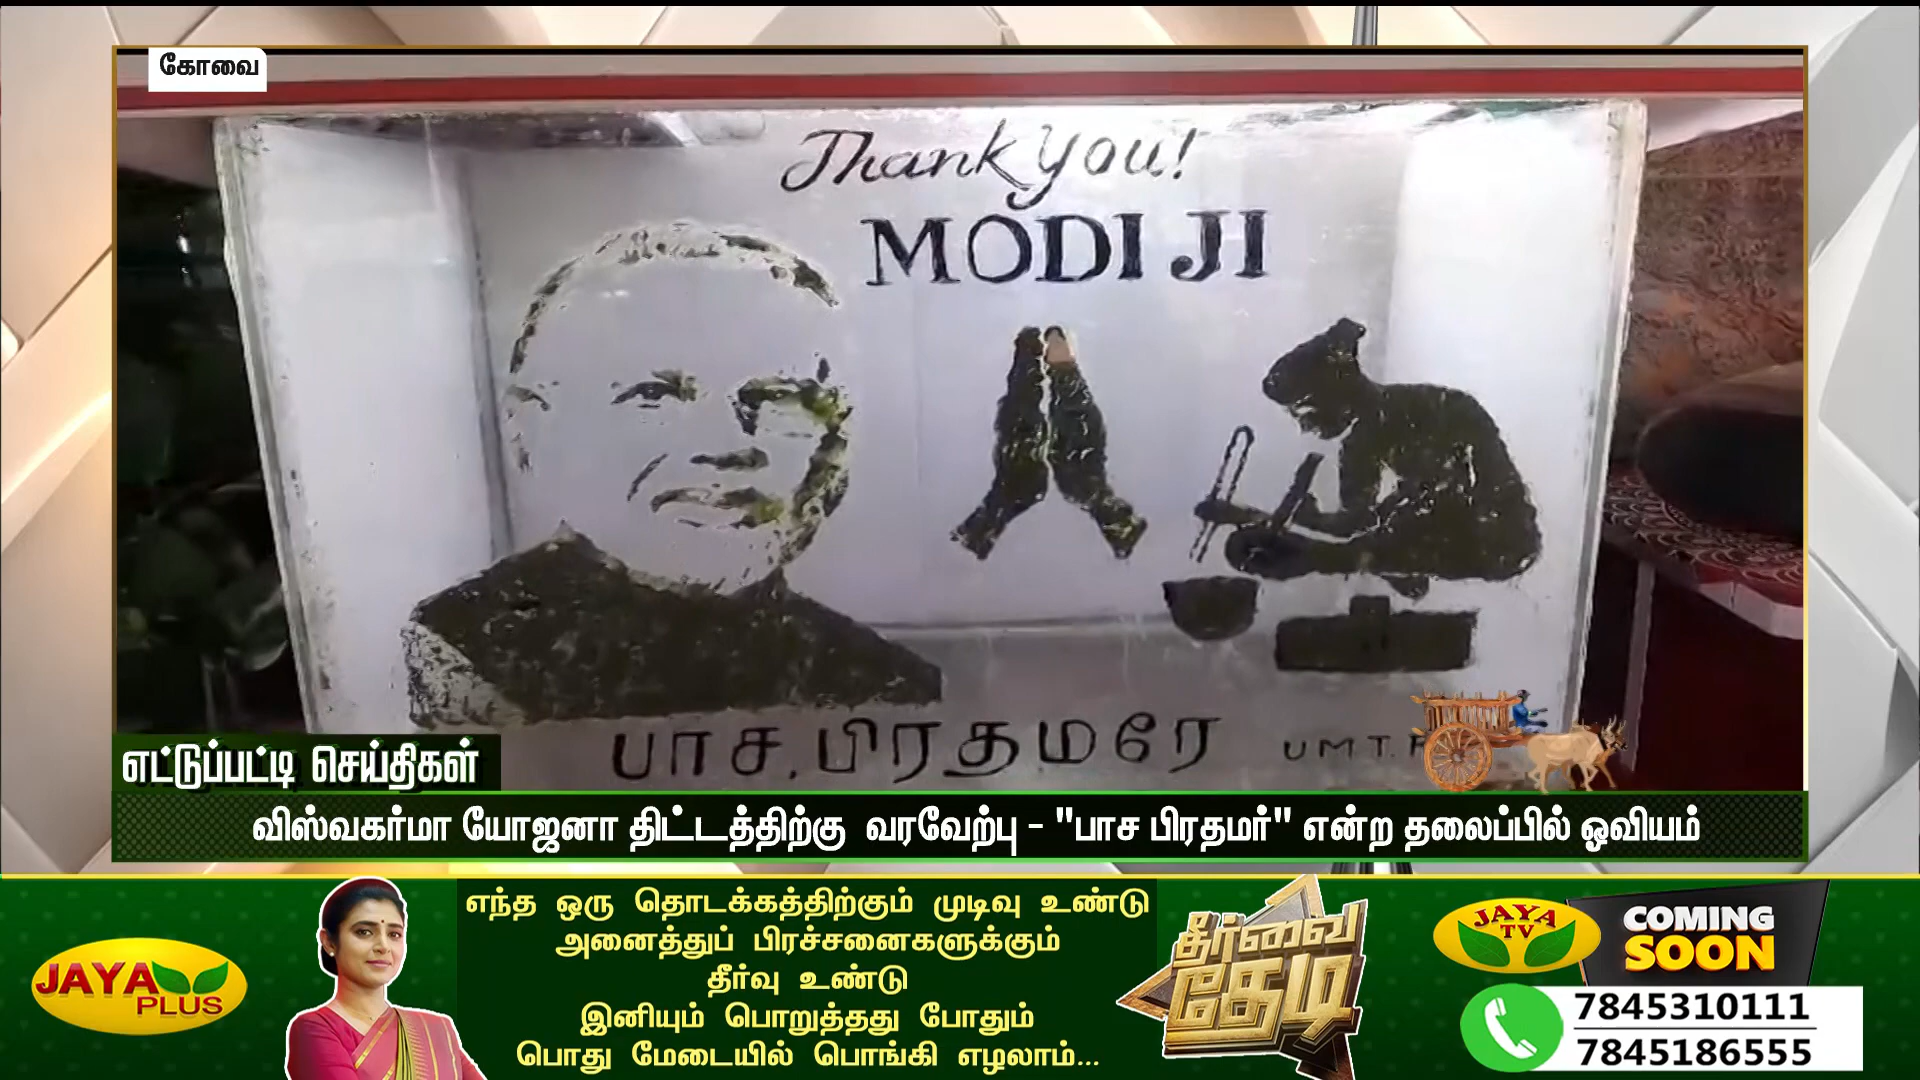 கோவை
Thank you!
MODI JI
பாச.பிரதமரே
UMT.
எட்டுப்பட்டி செய்திகள்
விஸ்வகர்மா யோஜனா திட்டத்திற்கு வரவேற்பு - "பாச பிரதமர்" என்ற தலைப்பில் ஓவியம்
JAYA
PLUS
எந்த ஒரு தொடக்கத்திற்கும் முடிவு உண்டு
அனைத்துப் பிரச்சனைகளுக்கும்
தீர்வு உண்டு
இனியும் பொறுத்தது போதும்
பொது மேடையில் பொங்கி எழலாம்...
தீர்வை
தேடி
JAYA
TV
COMING
SOON
7845310111
7845186555